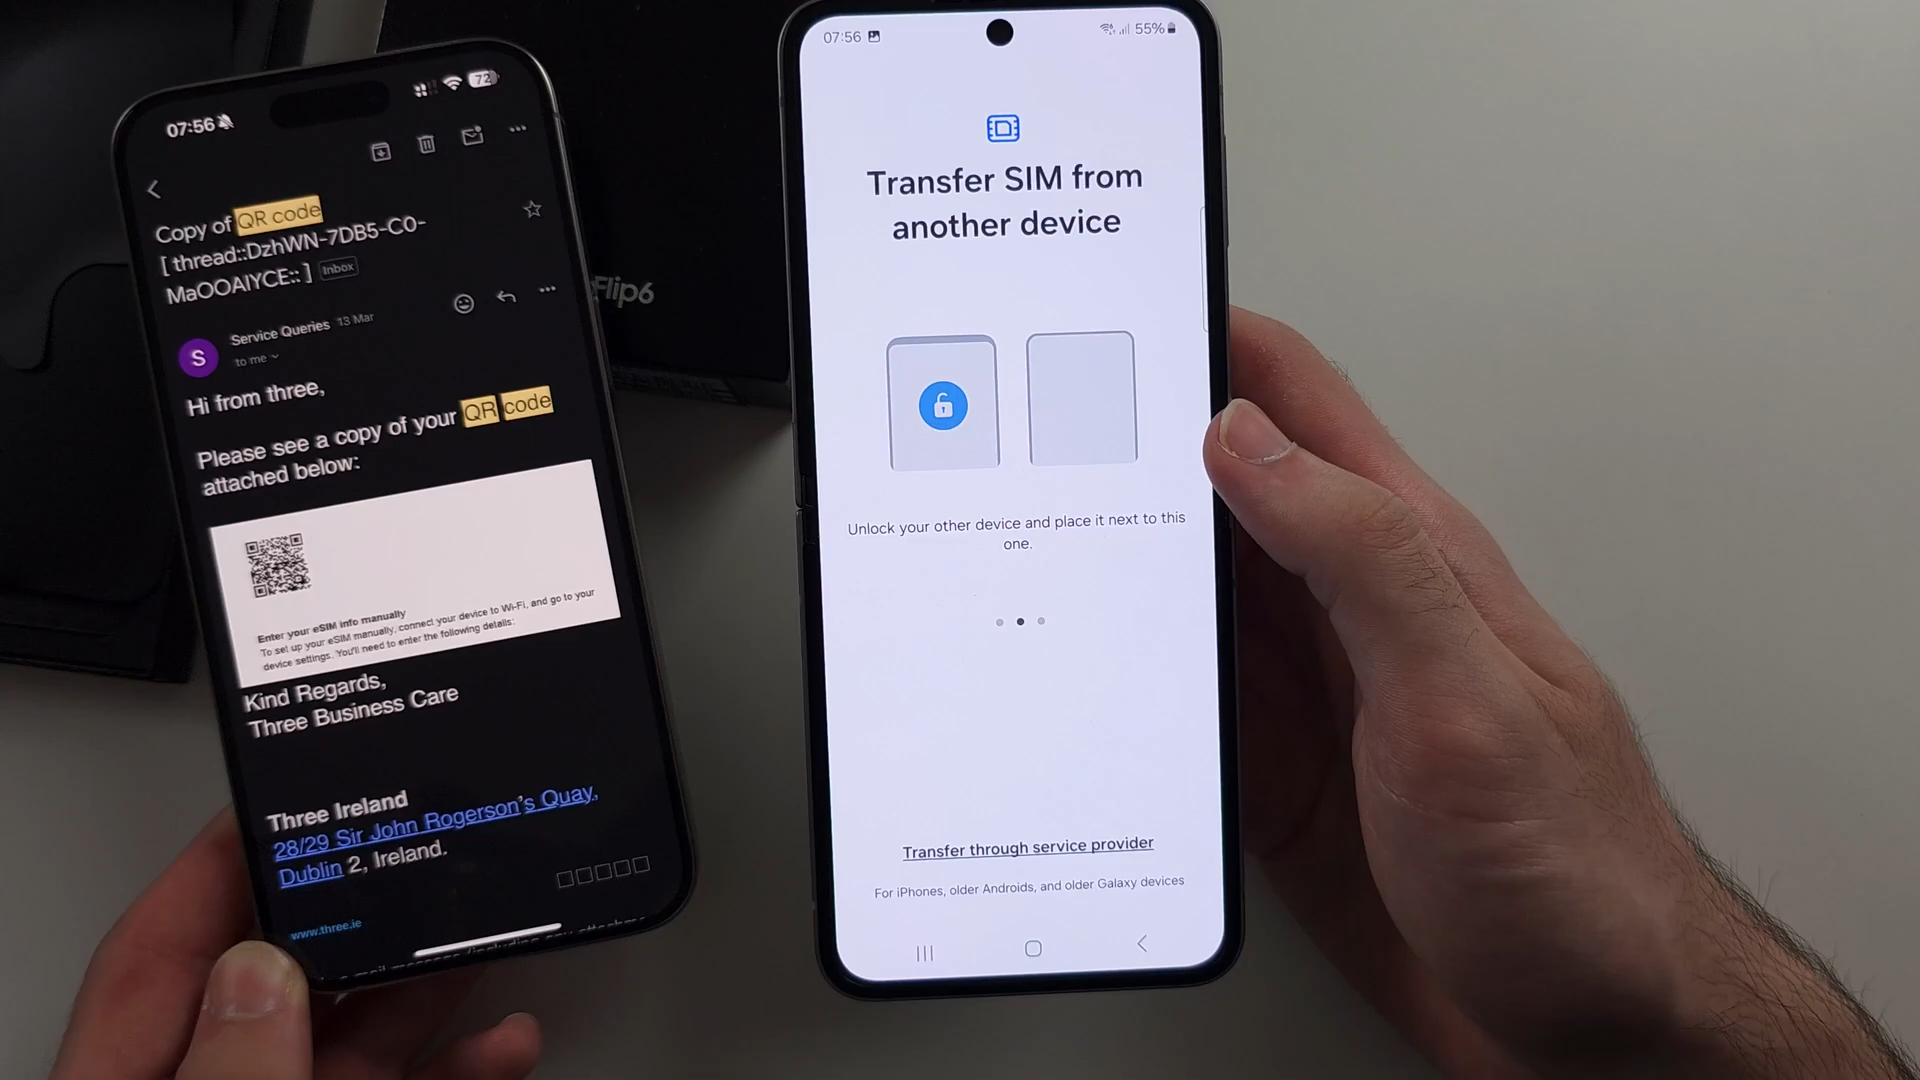 07:56
72
Copy of QR code
[ thread::DzhWN-7DB5-C0-
MaOOAIYCE:: ] Inbox
S
Service Queries 13 Mar
to me
Hi from three,
Please see a copy of your QR code
attached below:
Enter your eSIM info manually
To set up your eSIM manually, connect your device to Wi-Fi, and go to your
device settings. You'll need to enter the following details:
Kind Regards,
Three Business Care
Three Ireland
28/29 Sir John Rogerson's Quay,
Dublin 2, Ireland.
www.three.ie
Flip6
07:56
55%
Transfer SIM from
another device
Unlock your other device and place it next to this
one.
Transfer through service provider
For iPhones, older Androids, and older Galaxy devices